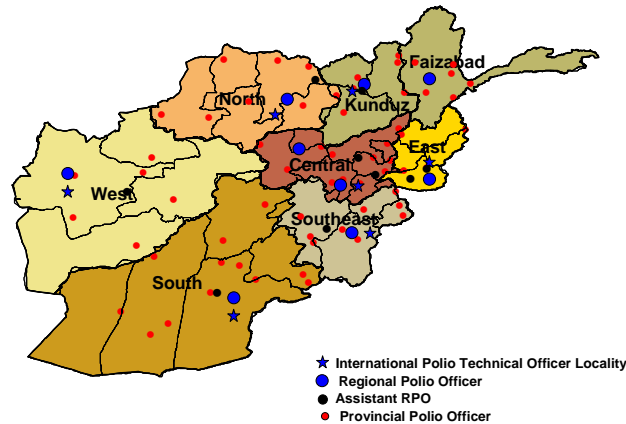 Faizabad
North
Kunduz
East
Central
West
Southeast
South
International Polio Technical Officer Locality
Regional Polio Officer
Assistant RPO
Provincial Polio Officer